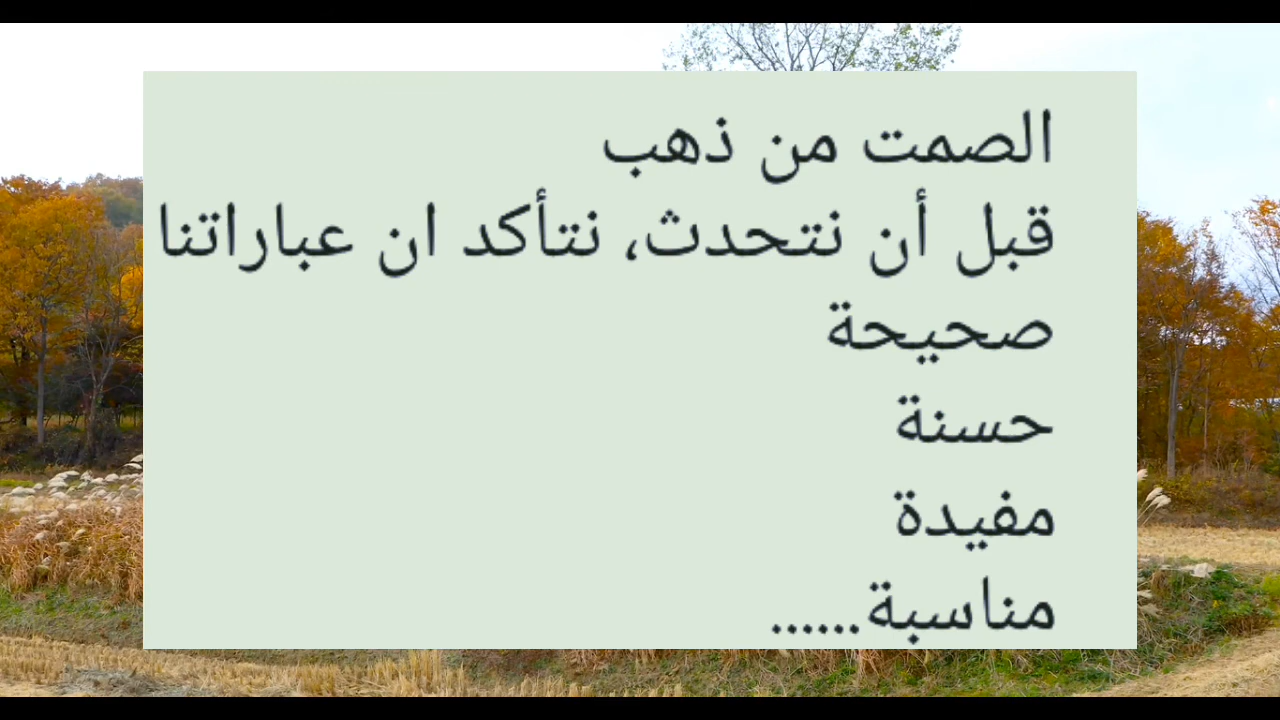 الصمت من ذهب
قبل أن نتحدث، نتأكد ان عباراتنا
صحيحة
حسنة
مفيدة
مناسبة......